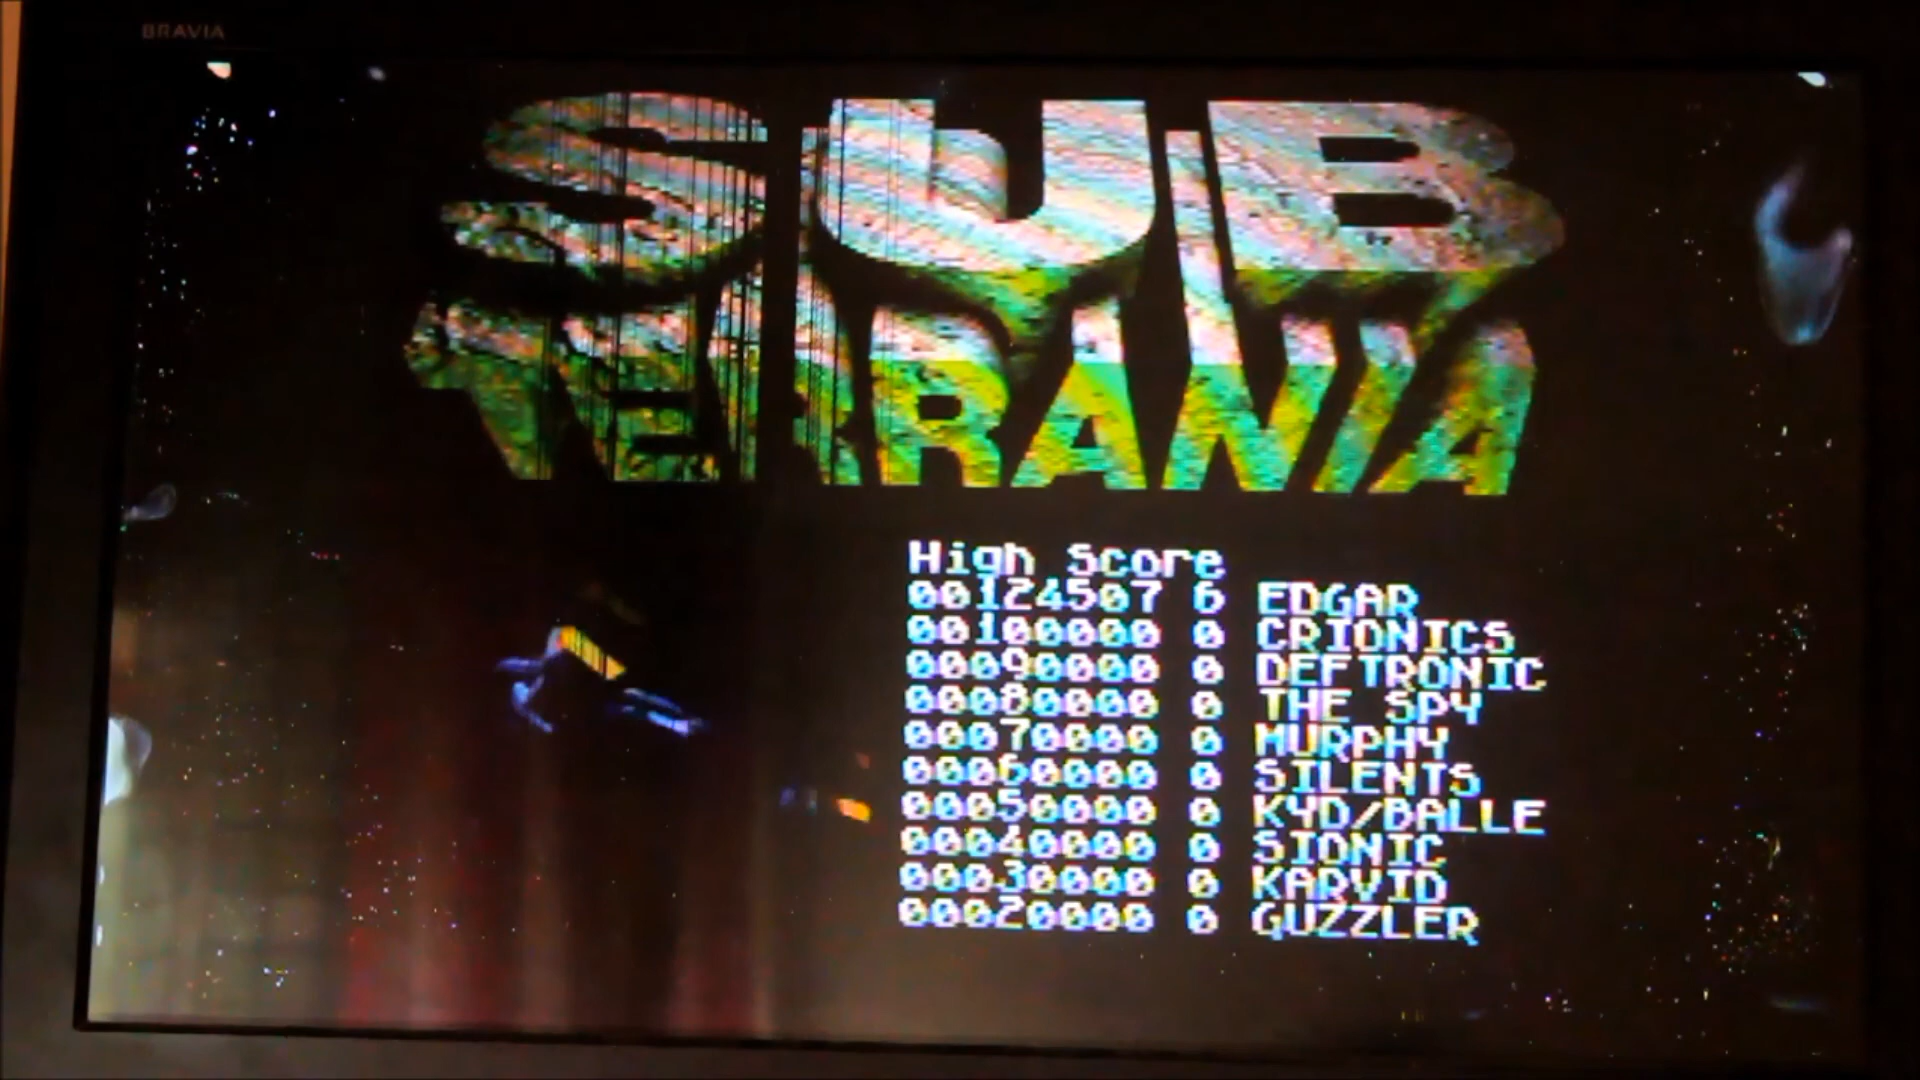 BRAVIA
SUB
TERRANIA
High Score
00124507 6 EDGAR
00100000 0 CRIONICS
00090000 0 DEFTRONIC
00080000 0 THE SPY
00070000 0 MURPHY
00060000 0 SILENTS
00050000 0 KYD/BALLE
00040000 0 SIONIC
00030000 0 KARVID
00020000 0 GUZZLER